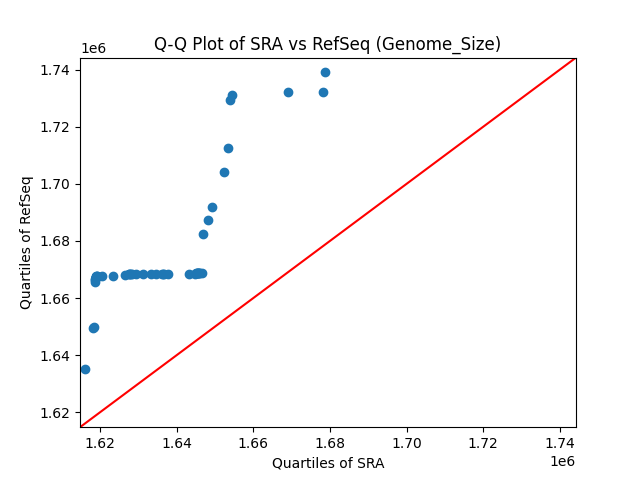 Q-Q Plot of SRA vs RefSeq (Genome_Size)
1e6
1.74
1.72
1.70
1.68
1.66
1.64
1.62
Quartiles of RefSeq
1.62 1.64 1.66 1.68 1.70 1.72 1.74
1e6
Quartiles of SRA